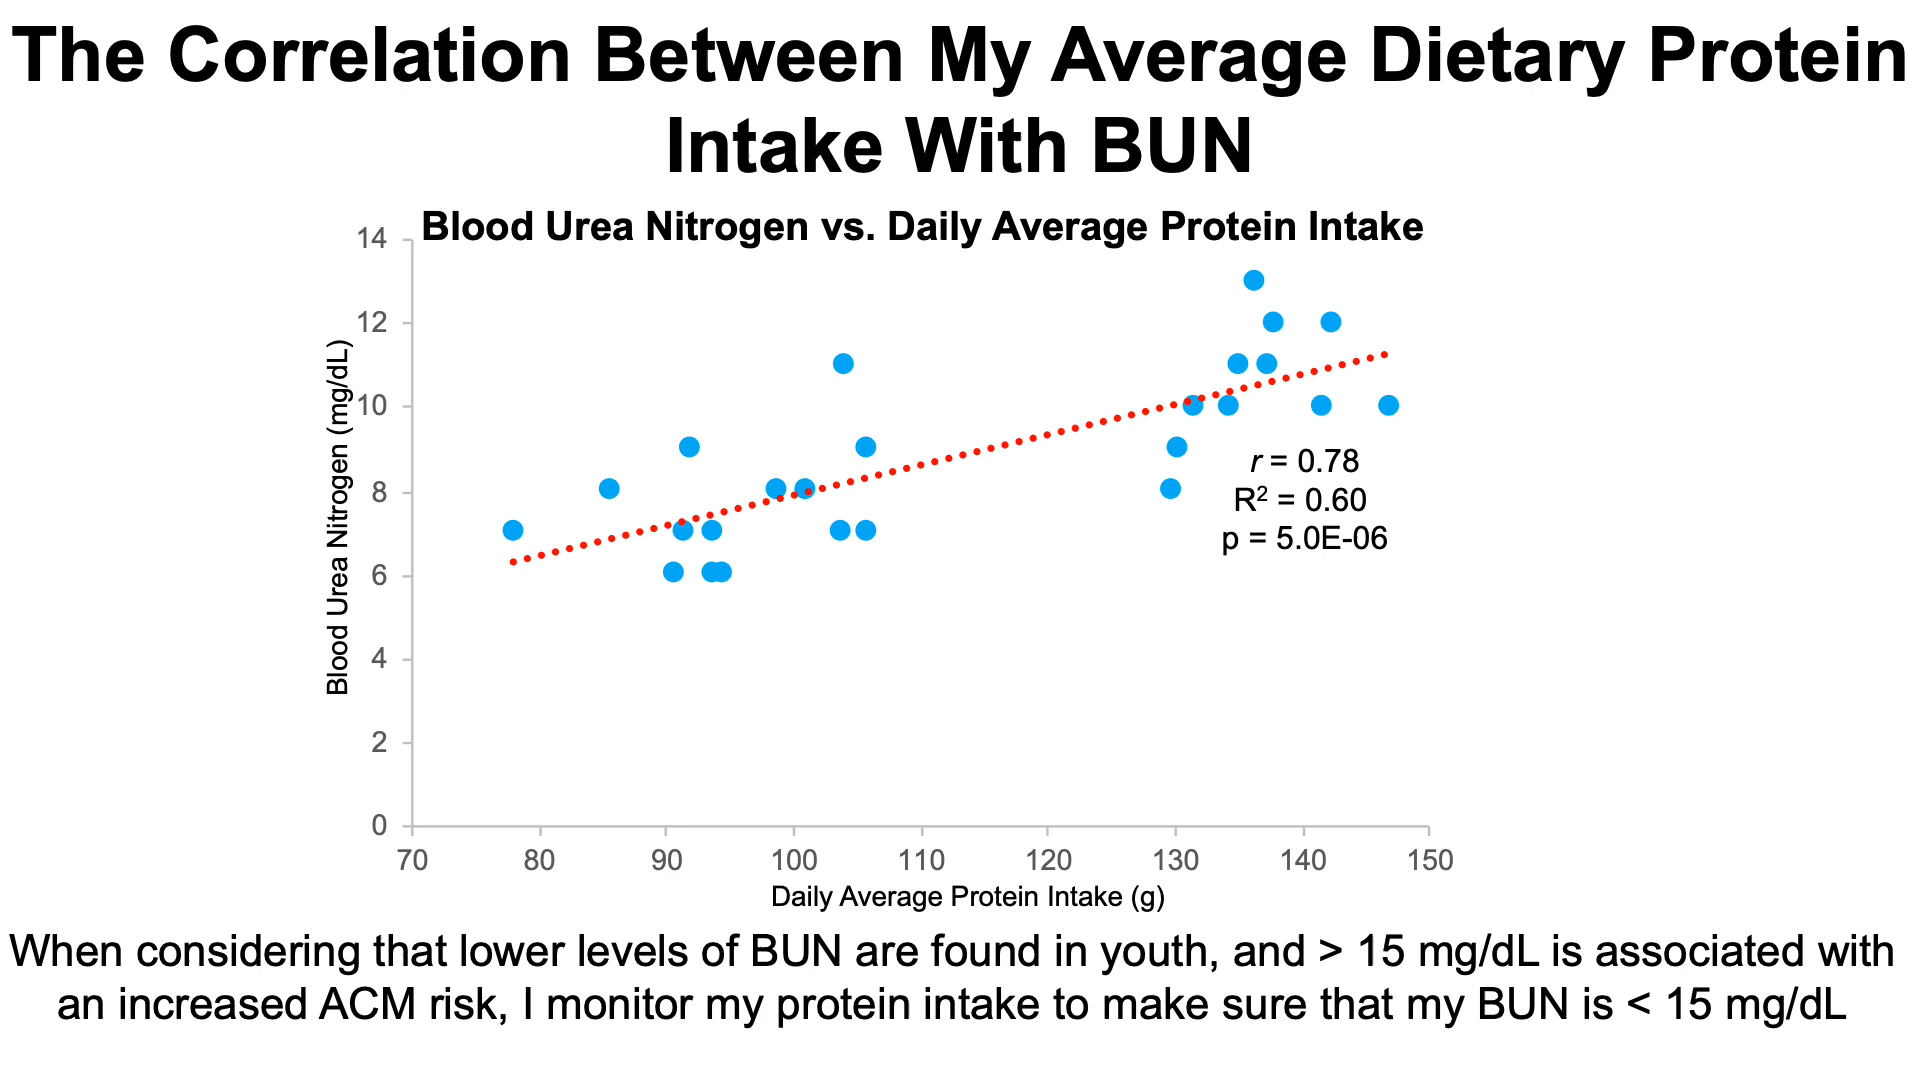 The Correlation Between My Average Dietary Protein
Intake With BUN
Blood Urea Nitrogen vs. Daily Average Protein Intake
Blood Urea Nitrogen (mg/dL)
14
12
10
8
6
4
2
0
r = 0.78
R² = 0.60
p = 5.0E-06
70 80 90 100 110 120 130 140 150
Daily Average Protein Intake (g)
When considering that lower levels of BUN are found in youth, and > 15 mg/dL is associated with
an increased ACM risk, I monitor my protein intake to make sure that my BUN is < 15 mg/dL